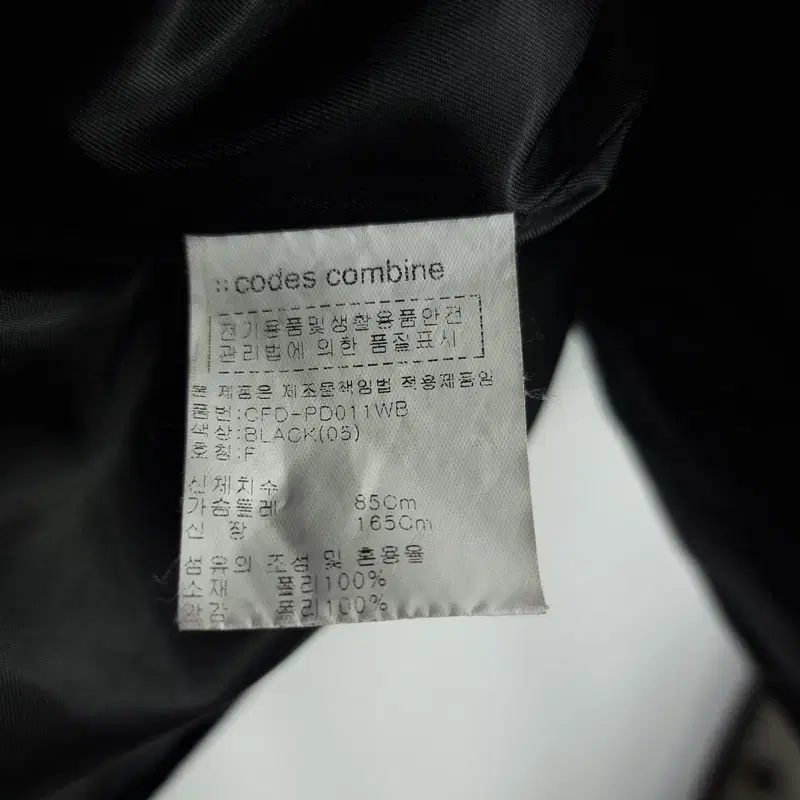 codes combine
전기용품및생활용품안전
관리법에 의한 품질표시
본 제품은 제조물책임법 적용제품임
품번:CFD-PD011WB
색상:BLACK(05)
호칭:F
신체치수
가슴둘레 85Cm
신 장 165Cm
섬유의 조성 및 혼용율
소재 폴리100%
안감 폴리100%